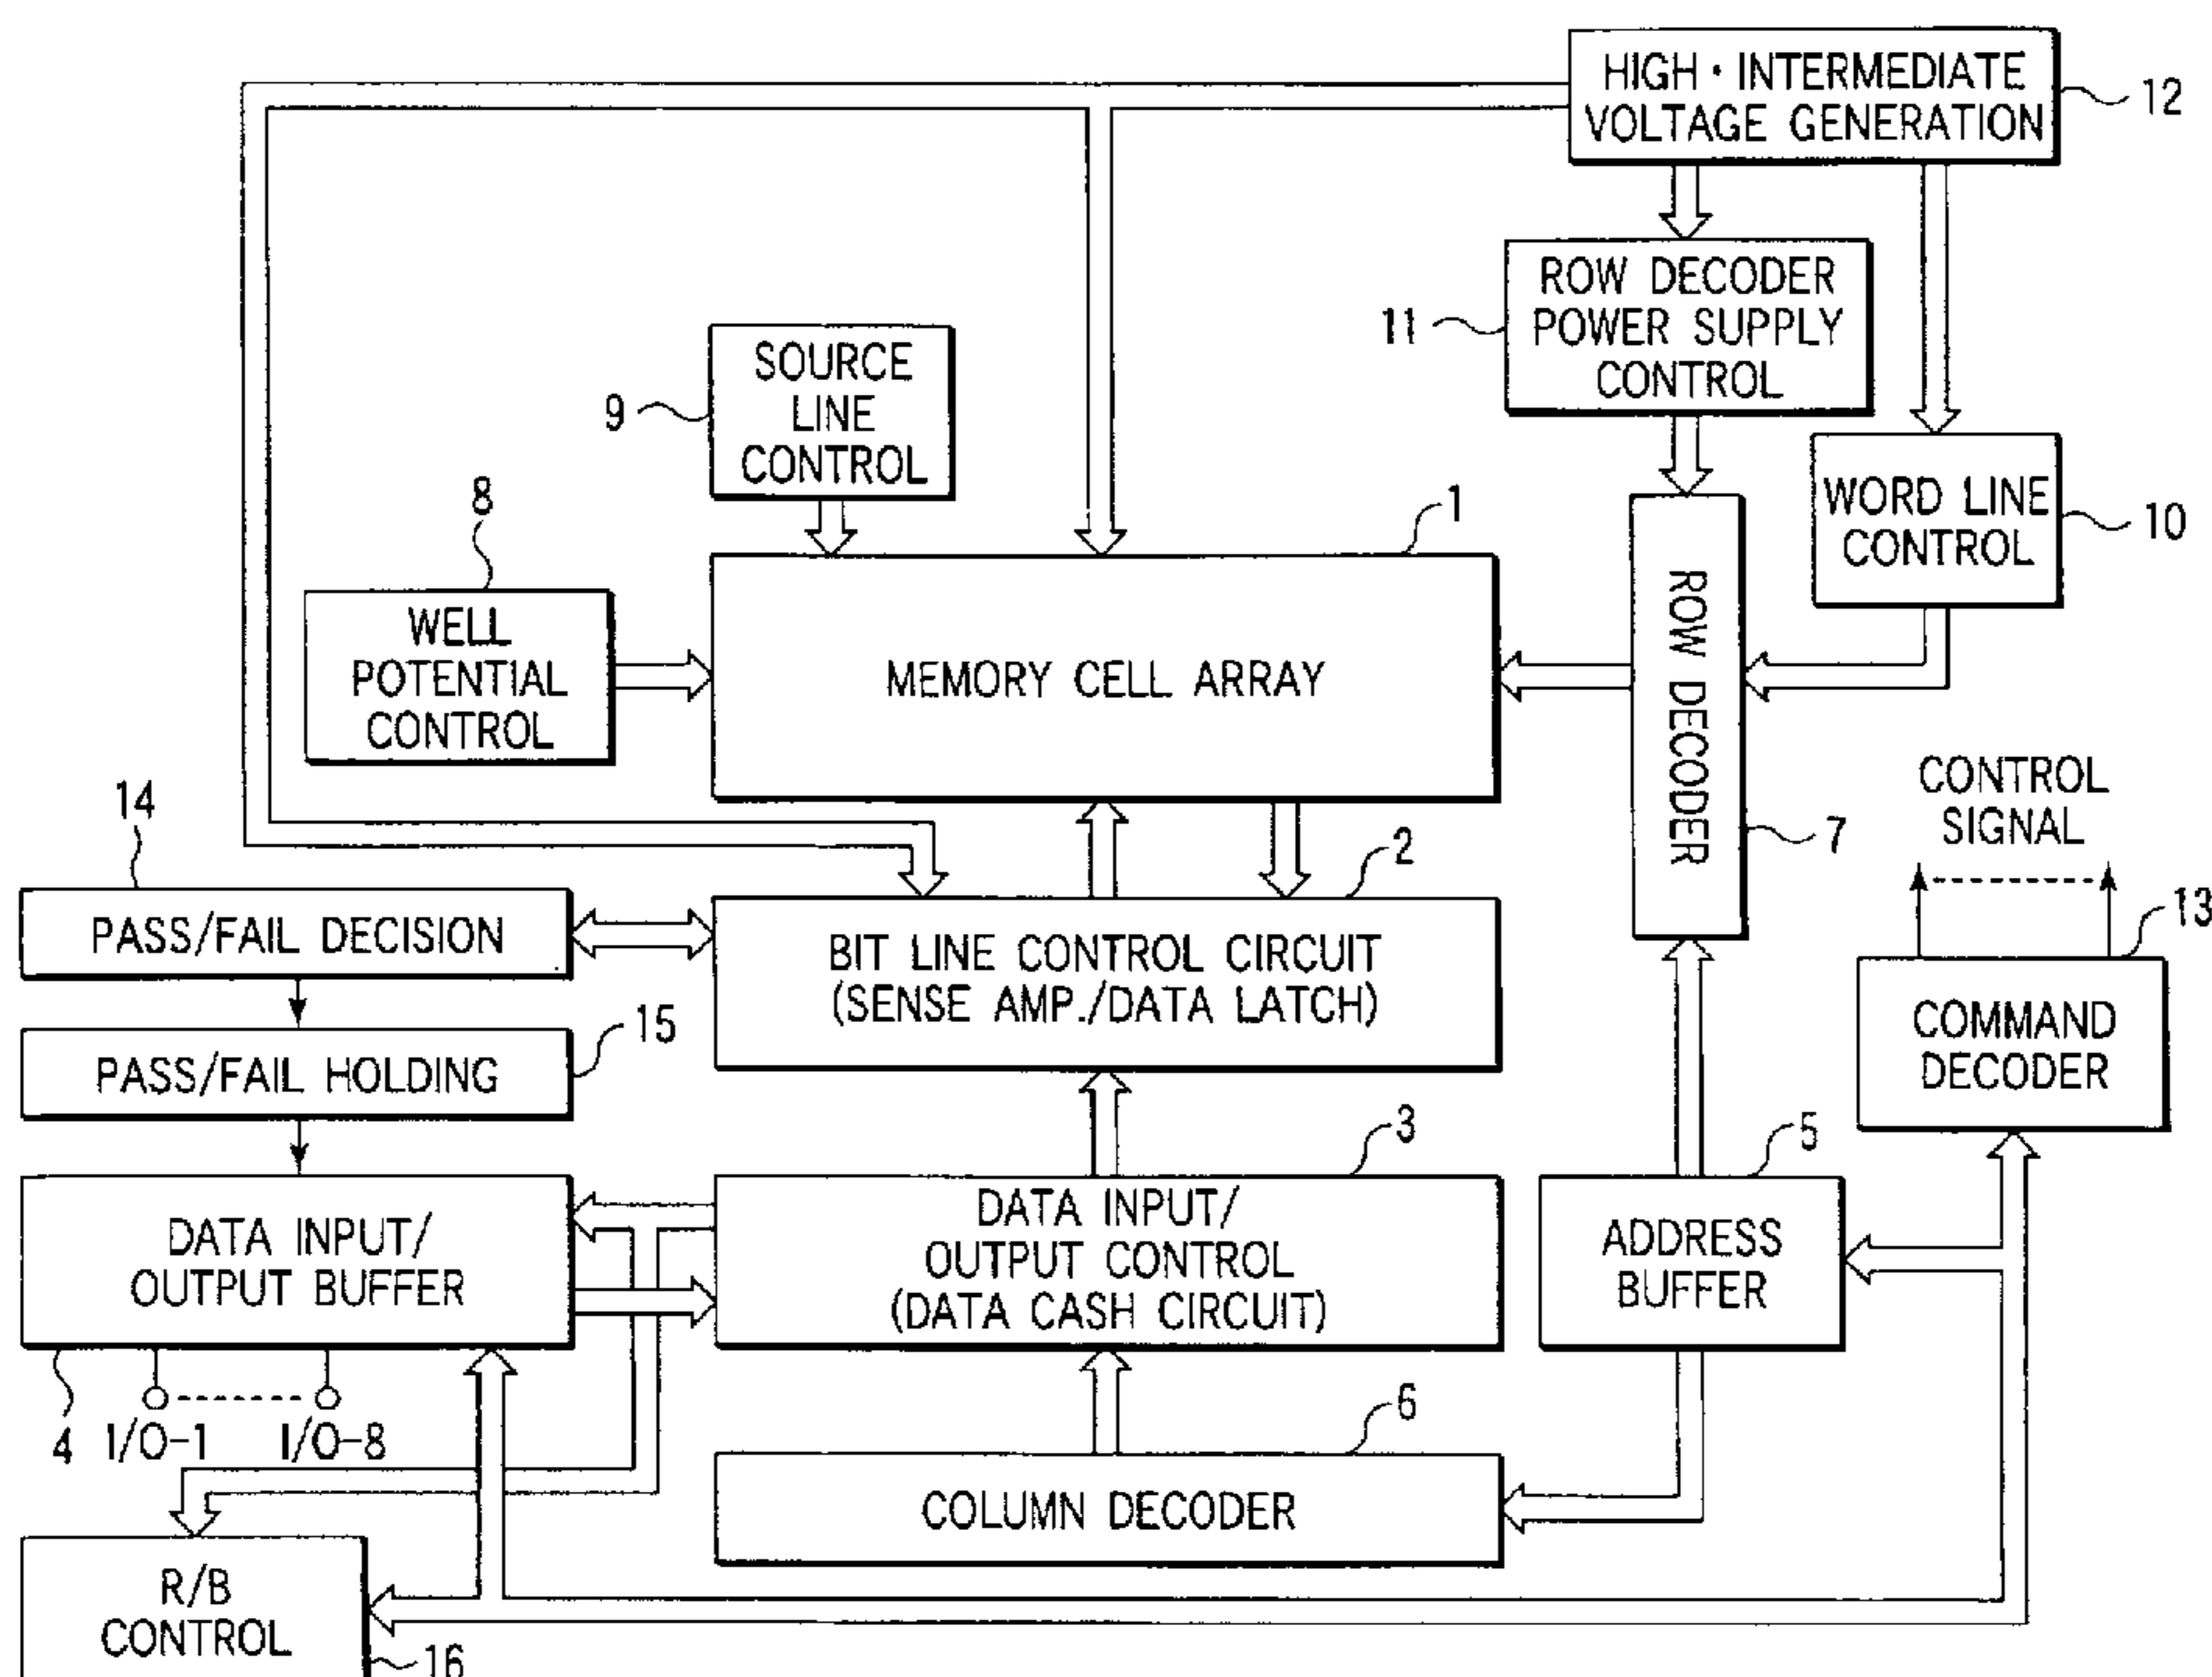 HIGH・INTERMEDIATE
VOLTAGE GENERATION
12
ROW DECODER
POWER SUPPLY
CONTROL
11
SOURCE
LINE
CONTROL
9
WORD LINE
CONTROL
10
8
1
WELL
POTENTIAL
CONTROL
MEMORY CELL ARRAY
ROW DECODER
7
CONTROL
SIGNAL
14
2
13
PASS/FAIL DECISION
BIT LINE CONTROL CIRCUIT
(SENSE AMP./DATA LATCH)
COMMAND
DECODER
15
PASS/FAIL HOLDING
3
5
DATA INPUT/
OUTPUT BUFFER
DATA INPUT/
OUTPUT CONTROL
(DATA CASH CIRCUIT)
ADDRESS
BUFFER
4 I/O-1 I/O-8
6
COLUMN DECODER
R/B
CONTROL
16